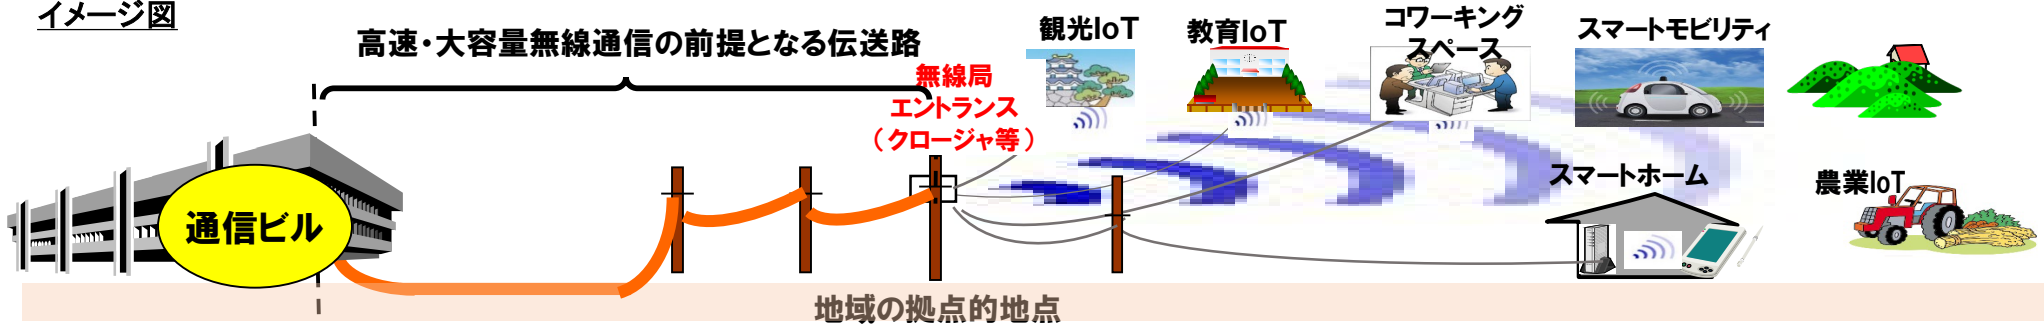 イメージ図
高速・大容量無線通信の前提となる伝送路
無線局
エントランス
（クロージャ等）
観光IoT
教育IoT
コワーキング
スペース
スマートモビリティ
スマートホーム
農業IoT
通信ビル
地域の拠点的地点